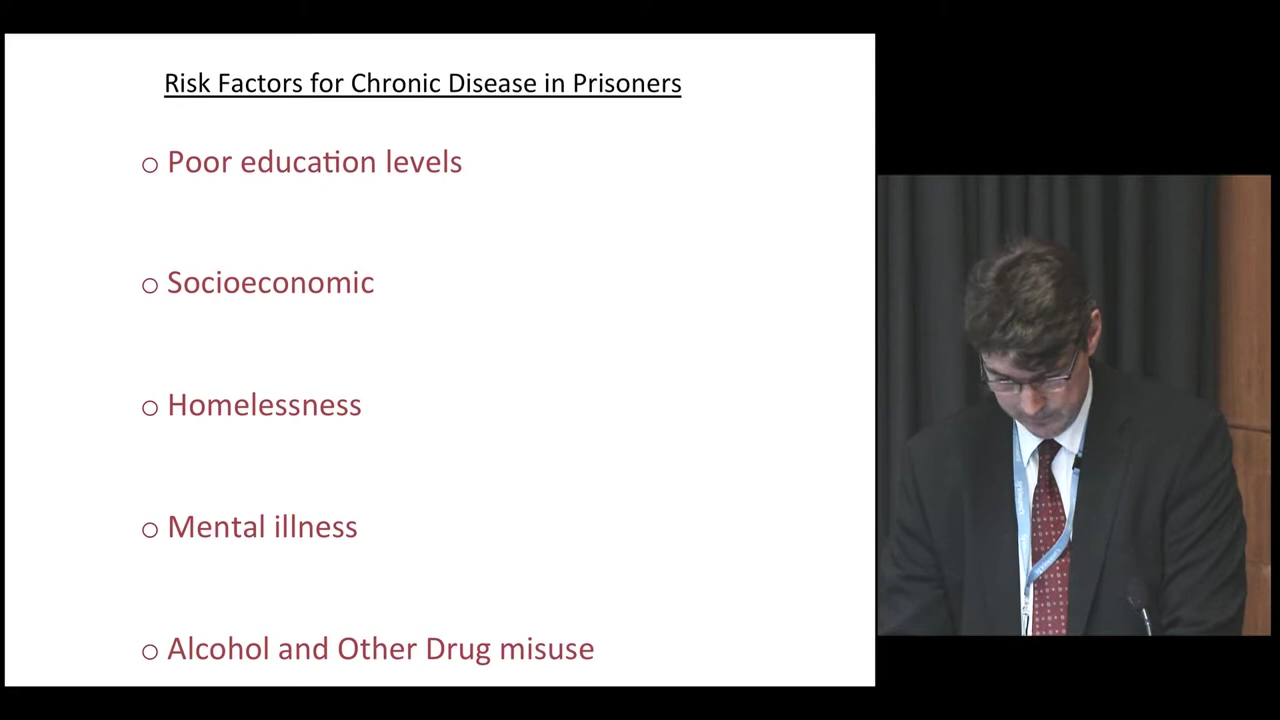 Risk Factors for Chronic Disease in Prisoners
o Poor education levels
o Socioeconomic
o Homelessness
o Mental illness
o Alcohol and Other Drug misuse